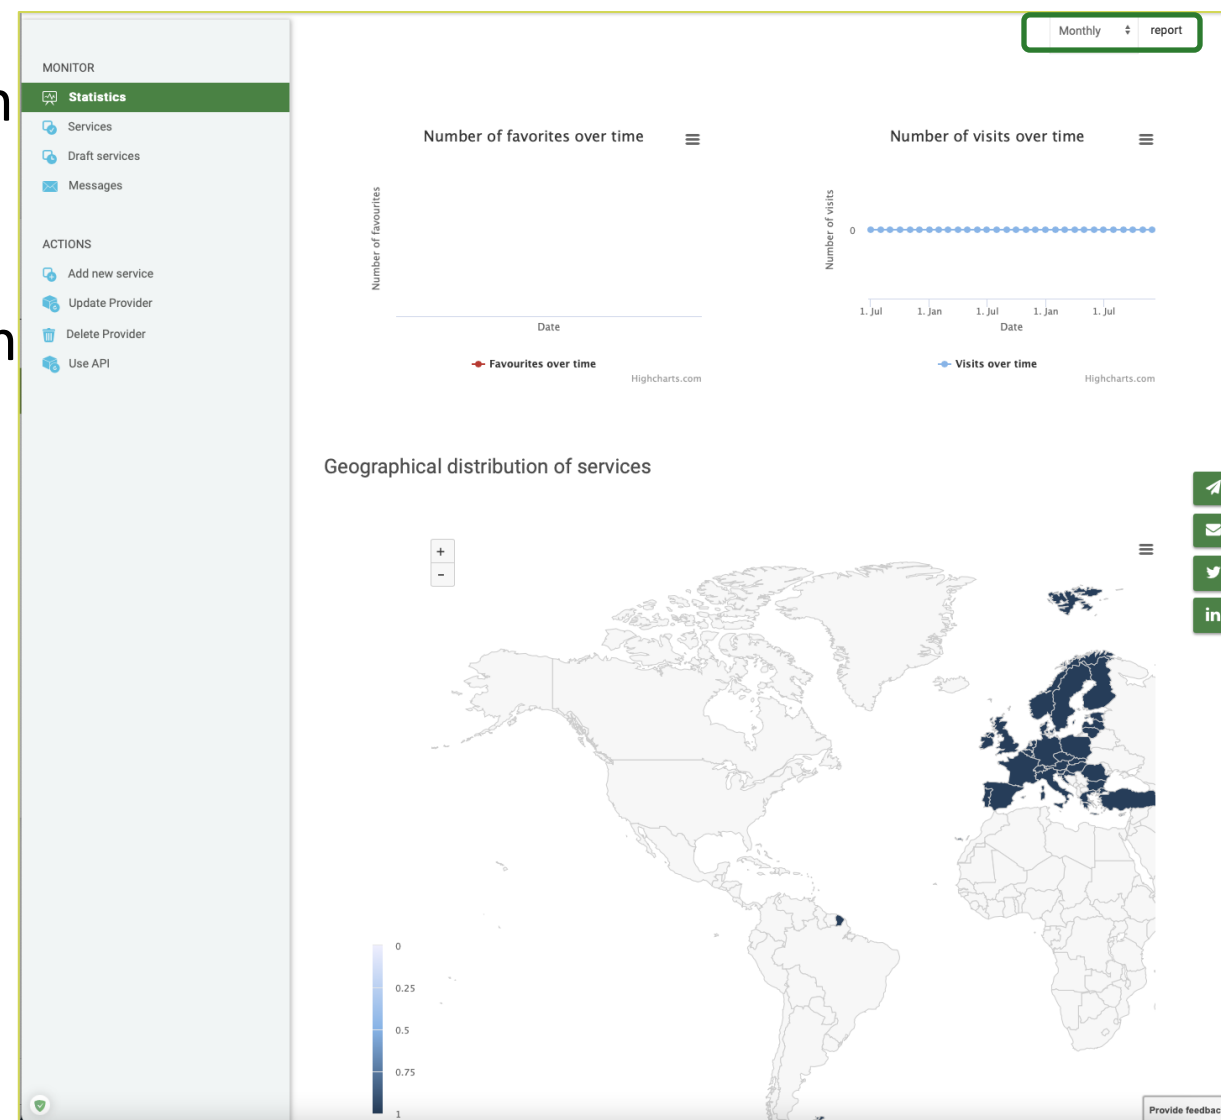 Monthly report
MONITOR
Statistics
Services
Draft services
Messages
ACTIONS
Add new service
Update Provider
Delete Provider
Use API
Number of favorites over time
Number of favourites
Date
Favourites over time
Highcharts.com
Number of visits over time
Number of visits
0
1. Jul 1. Jan 1. Jul 1. Jan 1. Jul
Date
Visits over time
Highcharts.com
Geographical distribution of services
+
-
in
0
0.25
0.5
0.75
1
Provide feedbac